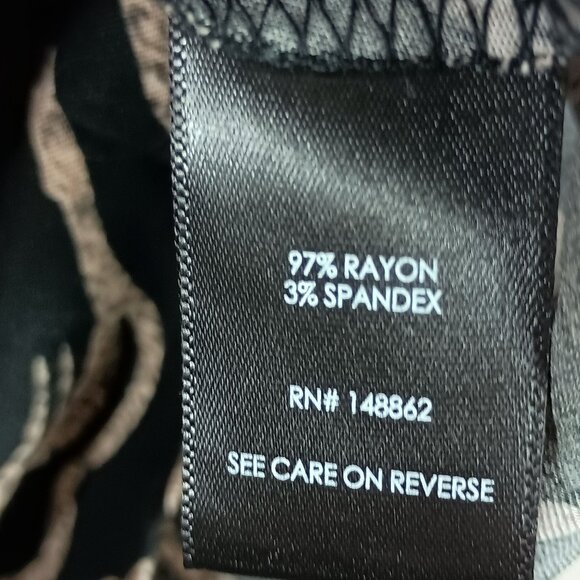 97% RAYON
3% SPANDEX
RN# 148862
SEE CARE ON REVERSE